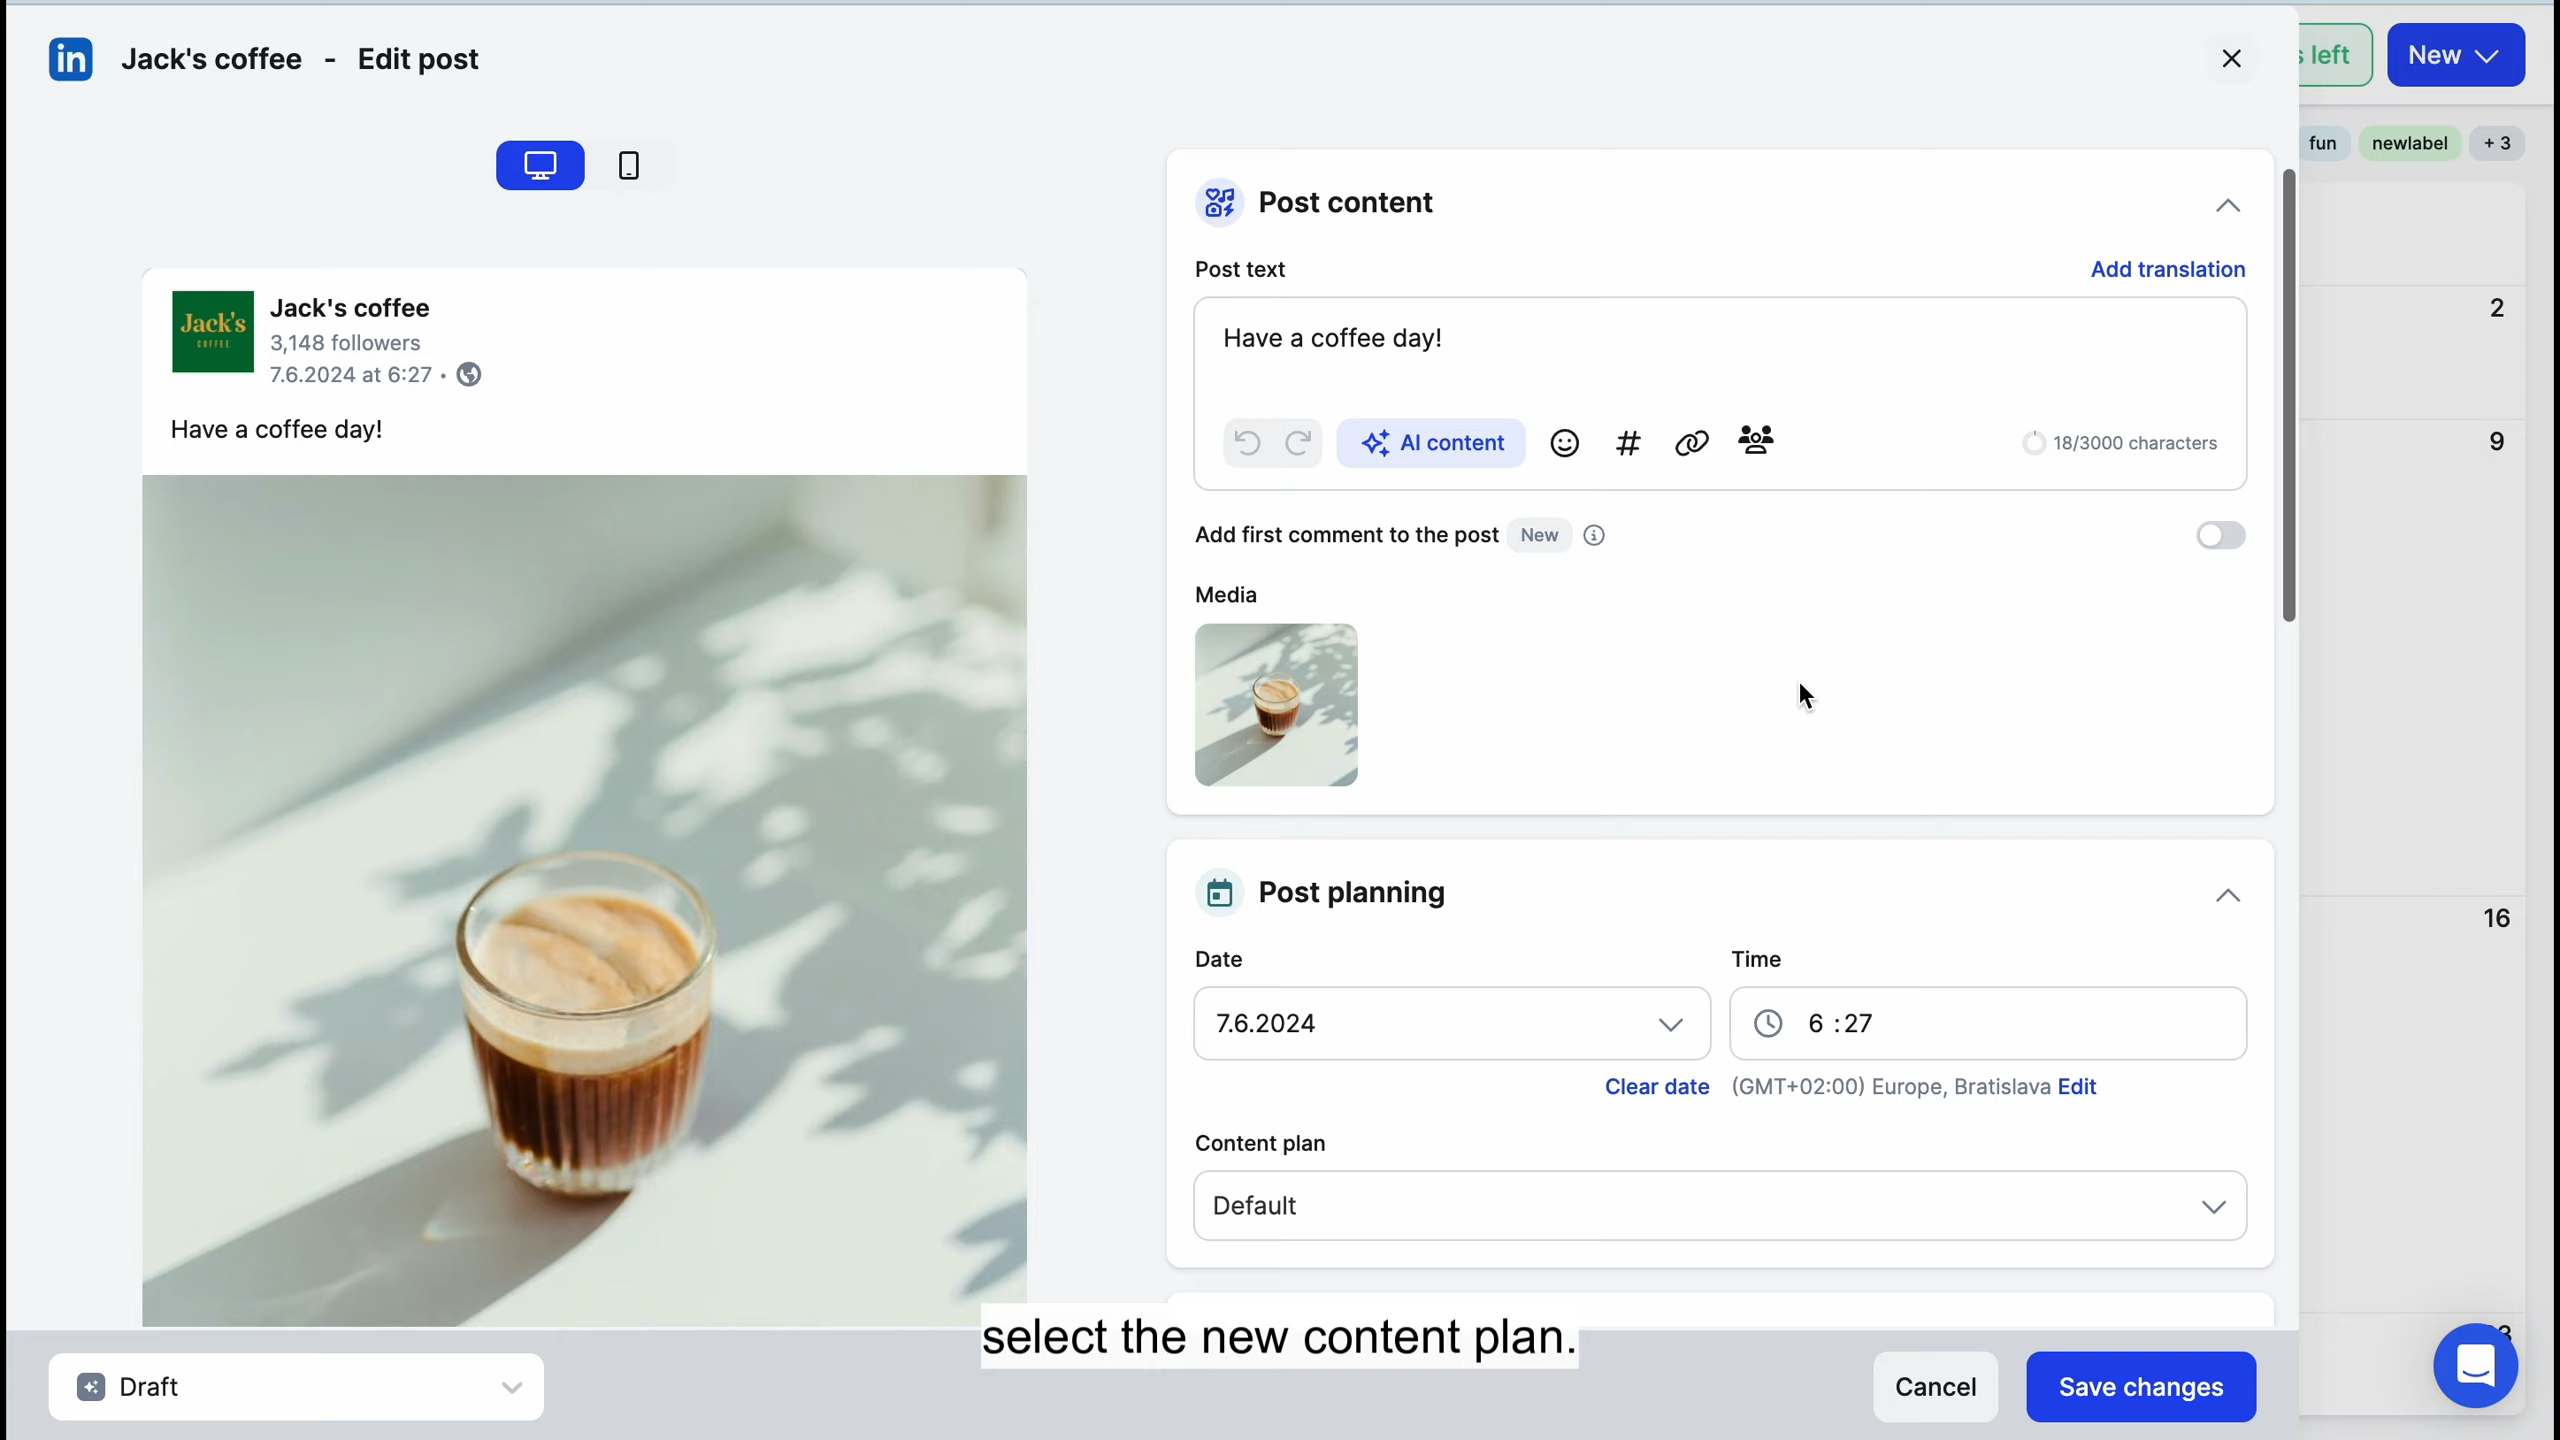 in Jack's coffee - Edit post
s left
New
fun newlabel + 3
Jack's
COFFEE
Jack's coffee
3,148 followers
7.6.2024 at 6:27 •
Have a coffee day!
Post content
Post text
Add translation
Have a coffee day!
AI content
18/3000 characters
Add first comment to the post New
Media
Post planning
Date
Time
7.6.2024
6 :27
Clear date
(GMT+02:00) Europe, Bratislava Edit
Content plan
Default
2
9
16
select the new content plan.
Draft
Cancel
Save changes